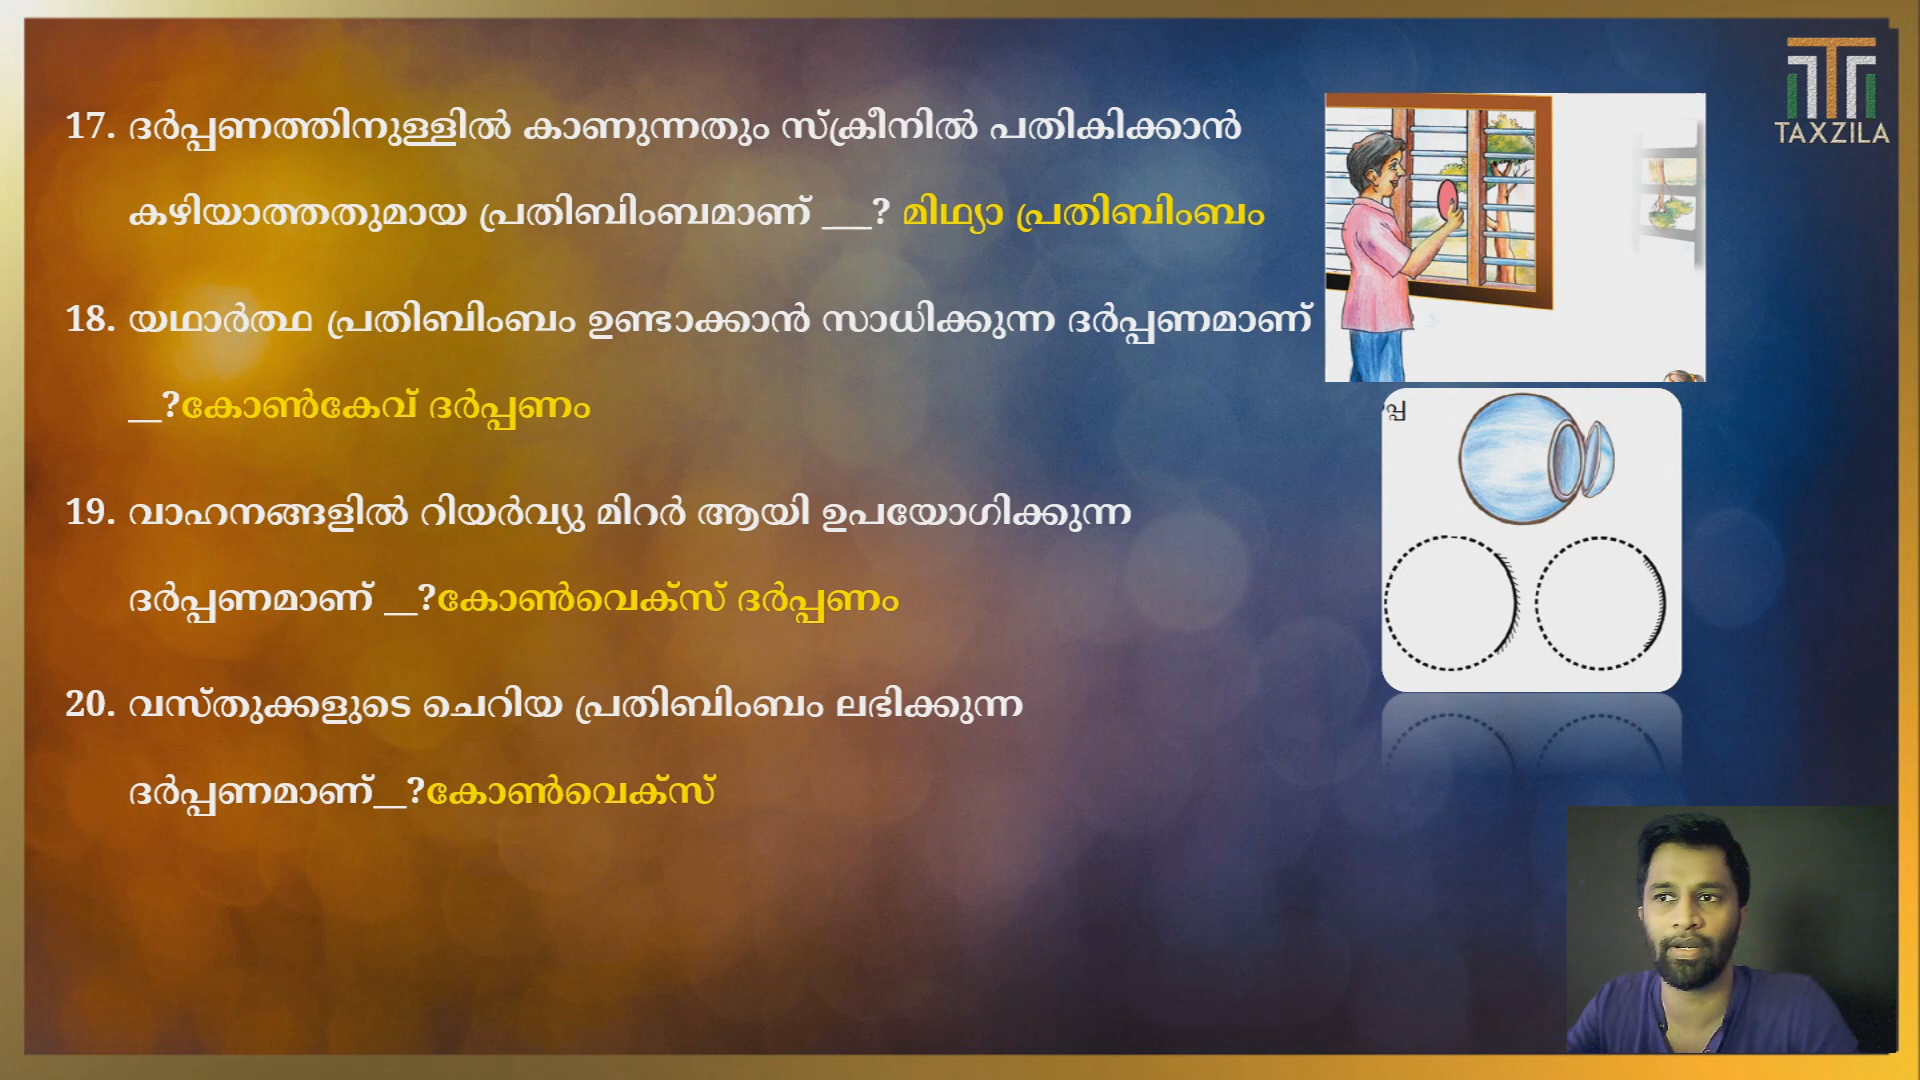 TAXZILA
17. ദർപ്പണത്തിനുള്ളിൽ കാണുന്നതും സ്ക്രീനിൽ പതികിക്കാൻ
കഴിയാത്തതുമായ പ്രതിബിംബമാണ് ___? മിഥ്യാ പ്രതിബിംബം
18. യഥാർത്ഥ പ്രതിബിംബം ഉണ്ടാക്കാൻ സാധിക്കുന്ന ദർപ്പണമാണ്
__?കോൺകേവ് ദർപ്പണം
19. വാഹനങ്ങളിൽ റിയർവ്യു മിറർ ആയി ഉപയോഗിക്കുന്ന
ദർപ്പണമാണ് __?കോൺവെക്സ് ദർപ്പണം
20. വസ്തുക്കളുടെ ചെറിയ പ്രതിബിംബം ലഭിക്കുന്ന
ദർപ്പണമാണ്__?കോൺവെക്സ്